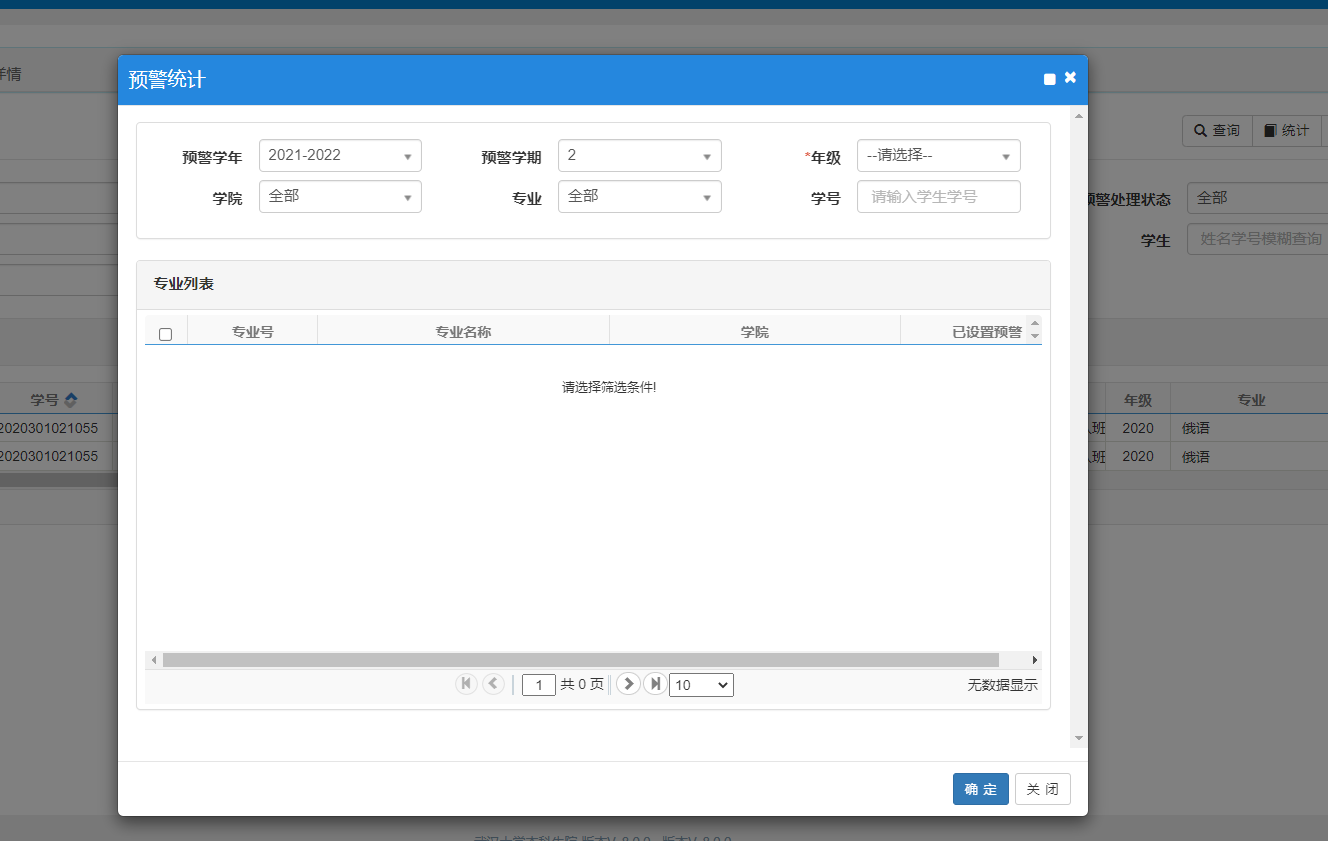 详情
预警统计
查询 统计
预警学年 2021-2022 预警学期 2 *年级 --请选择--
学院 全部 专业 全部 学号 请输入学生学号
预警处理状态 全部
学生 姓名学号模糊查询
专业列表
专业号 专业名称 学院 已设置预警
请选择筛选条件!
学号 年级 专业
2020301021055 班 2020 俄语
2020301021055 班 2020 俄语
1 共 0 页 10 无数据显示
确 定 关 闭